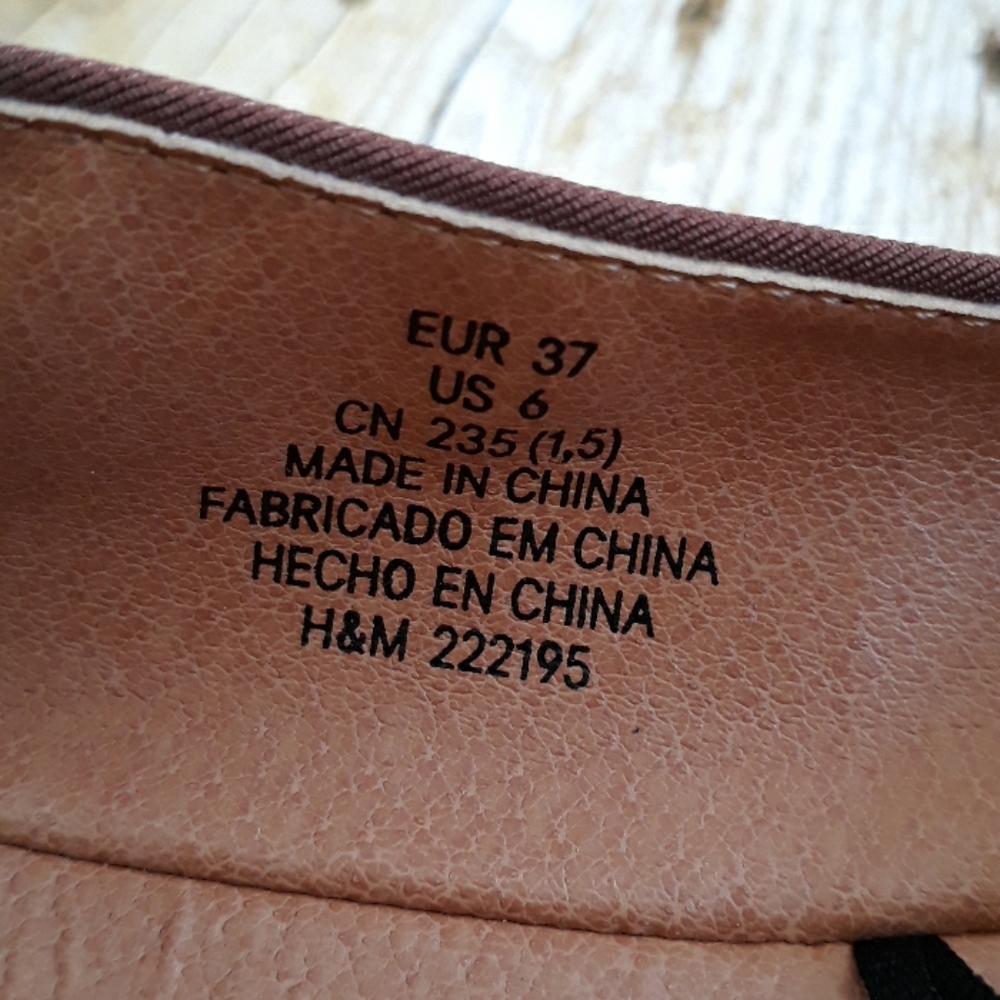 EUR 37
US 6
CN 235 (1,5)
MADE IN CHINA
FABRICADO EM CHINA
HECHO EN CHINA
H&M 222195